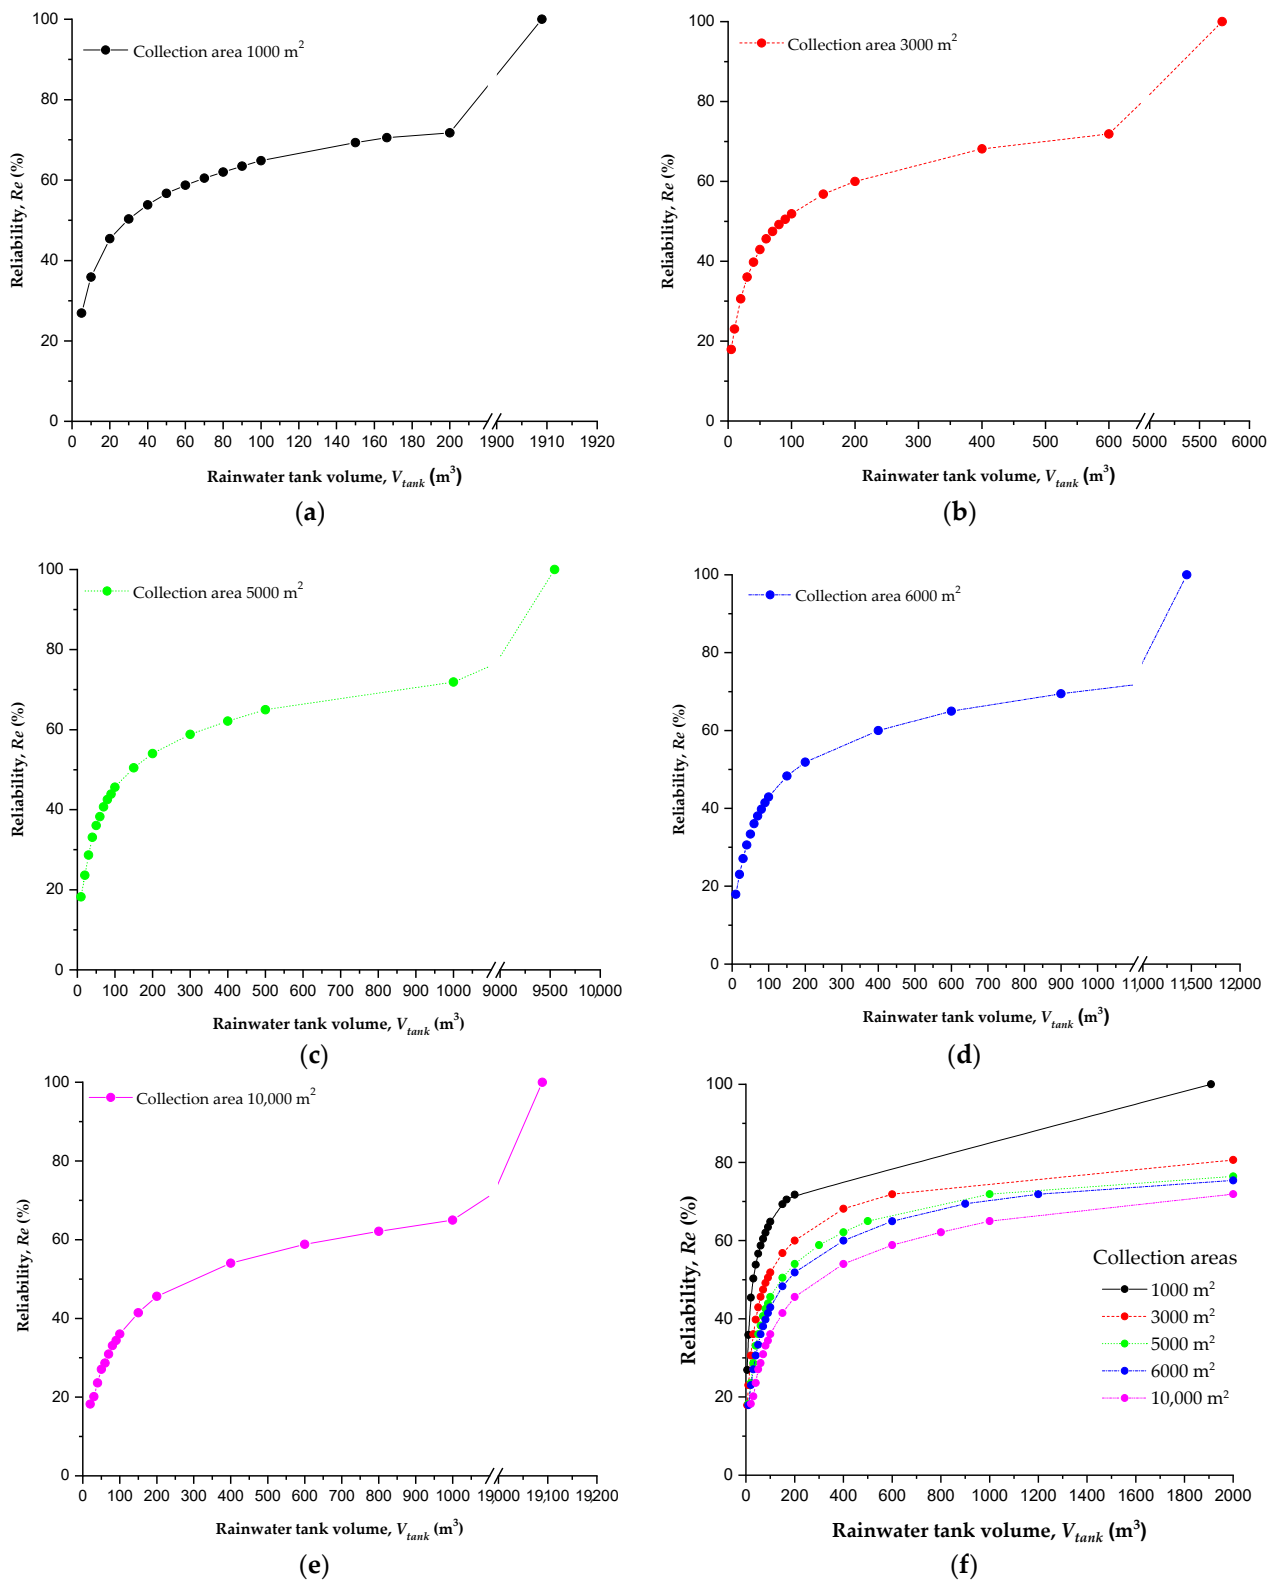 100
80
60
40
20
0
Reliability, Re (%)
Collection area 1000 m2
0 20 40 60 80 100 120 140 160 180 200 1900 1910 1920
Rainwater tank volume, Vtank (m3)
(a)
100
80
60
40
20
0
Reliability, Re (%)
Collection area 3000 m2
0 100 200 300 400 500 600 5000 5500 6000
Rainwater tank volume, Vtank (m3)
(b)
100
80
60
40
20
0
Reliability, Re (%)
Collection area 5000 m2
0 100 200 300 400 500 600 700 800 900 1000 9000 9500 10,000
Rainwater tank volume, Vtank (m3)
(c)
100
80
60
40
20
0
Reliability, Re (%)
Collection area 6000 m2
0 100 200 300 400 500 600 700 800 900 1000 11,000 11,500 12,000
Rainwater tank volume, Vtank (m3)
(d)
100
80
60
40
20
0
Reliability, Re (%)
Collection area 10,000 m2
0 100 200 300 400 500 600 700 800 900 1000 19,000 19,100 19,200
Rainwater tank volume, Vtank (m3)
(e)
100
80
60
40
20
0
Reliability, Re (%)
Collection areas
1000 m2
3000 m2
5000 m2
6000 m2
10,000 m2
0 200 400 600 800 1000 1200 1400 1600 1800 2000
Rainwater tank volume, Vtank (m3)
(f)